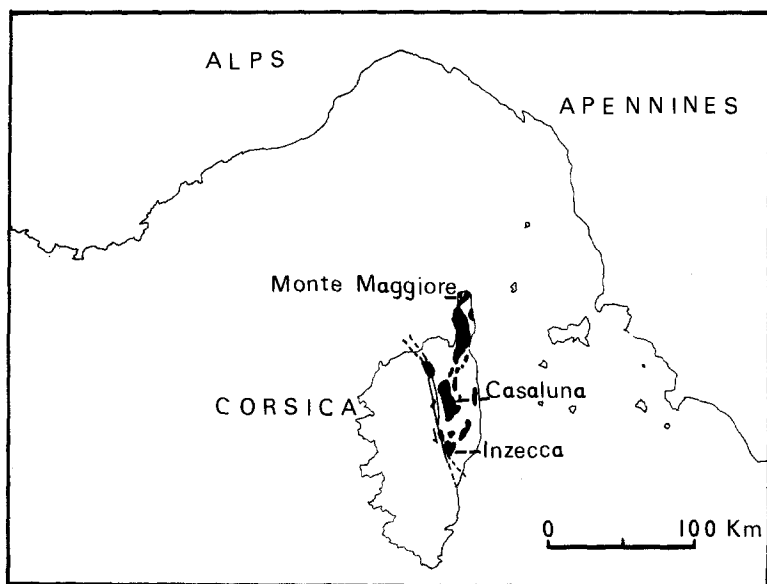 ALPS
APENNINES
Monte Maggiore
CORSICA
Casaluna
Inzecca
0 100 Km